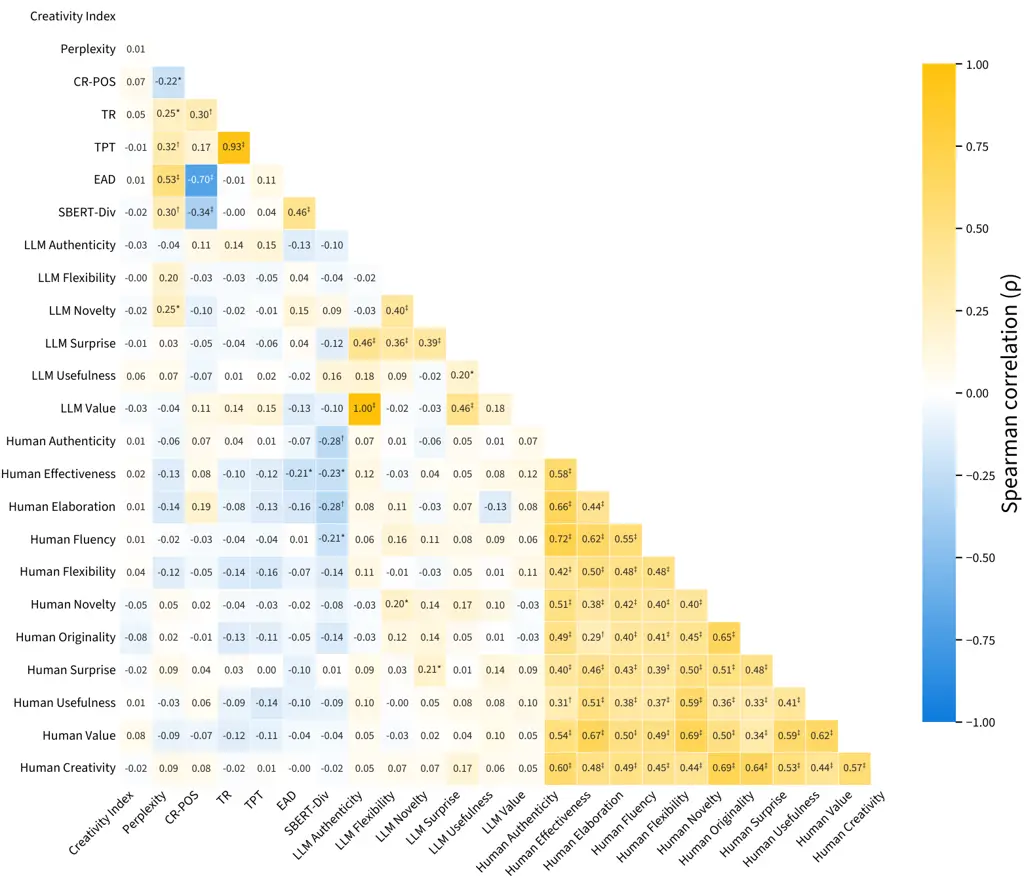 Creativity Index
Perplexity 0.01
CR-POS 0.07 -0.22*
TR 0.05 0.25* 0.30†
TPT -0.01 0.32† 0.17 0.93‡
EAD 0.01 0.53‡ -0.70‡ -0.01 0.11
SBERT-Div -0.02 0.30† -0.34‡ -0.00 0.04 0.46‡
LLM Authenticity -0.03 -0.04 0.11 0.14 0.15 -0.13 -0.10
LLM Flexibility -0.00 0.20 -0.03 -0.03 -0.05 0.04 -0.04 -0.02
LLM Novelty -0.02 0.25* -0.10 -0.02 -0.01 0.15 0.09 -0.03 0.40‡
LLM Surprise -0.01 0.03 -0.05 -0.04 -0.06 0.04 -0.12 0.46‡ 0.36‡ 0.39‡
LLM Usefulness 0.06 0.07 -0.07 0.01 0.02 -0.02 0.16 0.18 0.09 -0.02 0.20*
LLM Value -0.03 -0.04 0.11 0.14 0.15 -0.13 -0.10 1.00‡ -0.02 -0.03 0.46‡ 0.18
Human Authenticity 0.01 -0.06 0.07 0.04 0.01 -0.07 -0.28† 0.07 0.01 -0.06 0.05 0.01 0.07
Human Effectiveness 0.02 -0.13 0.08 -0.10 -0.12 -0.21* -0.23* 0.12 -0.03 0.04 0.05 0.08 0.12 0.58‡
Human Elaboration 0.01 -0.14 0.19 -0.08 -0.13 -0.16 -0.28† 0.08 0.11 -0.03 0.07 -0.13 0.08 0.66‡ 0.44‡
Human Fluency 0.01 -0.02 -0.03 -0.04 -0.04 0.01 -0.21* 0.06 0.16 0.11 0.08 0.09 0.06 0.72‡ 0.62‡ 0.55‡
Human Flexibility 0.04 -0.12 -0.05 -0.14 -0.16 -0.07 -0.14 0.11 -0.01 -0.03 0.05 0.01 0.11 0.42‡ 0.50‡ 0.48‡ 0.48‡
Human Novelty -0.05 0.05 0.02 -0.04 -0.03 -0.02 -0.08 -0.03 0.20* 0.14 0.17 0.10 -0.03 0.51‡ 0.38‡ 0.42‡ 0.40‡ 0.40‡
Human Originality -0.08 0.02 -0.01 -0.13 -0.11 -0.05 -0.14 -0.03 0.12 0.14 0.05 0.01 -0.03 0.49‡ 0.29† 0.40‡ 0.41‡ 0.45‡ 0.65‡
Human Surprise -0.02 0.09 0.04 0.03 0.00 -0.10 0.01 0.09 0.03 0.21* 0.01 0.14 0.09 0.40‡ 0.46‡ 0.43‡ 0.39‡ 0.50‡ 0.51‡ 0.48‡
Human Usefulness 0.01 -0.03 0.06 -0.09 -0.14 -0.10 -0.09 0.10 -0.00 0.05 0.08 0.08 0.10 0.31† 0.51‡ 0.38‡ 0.37‡ 0.59‡ 0.36‡ 0.33‡ 0.41‡
Human Value 0.08 -0.09 -0.07 -0.12 -0.11 -0.04 -0.04 0.05 -0.03 0.02 0.04 0.10 0.05 0.54‡ 0.67‡ 0.50‡ 0.49‡ 0.69‡ 0.50‡ 0.34‡ 0.59‡ 0.62‡
Human Creativity -0.02 0.09 0.08 -0.02 0.01 -0.00 -0.02 0.05 0.07 0.07 0.17 0.06 0.05 0.60‡ 0.48‡ 0.49‡ 0.45‡ 0.44‡ 0.69‡ 0.64‡ 0.53‡ 0.44‡ 0.57‡
Creativity Index
Perplexity
CR-POS
TR
TPT
EAD
SBERT-Div
LLM Authenticity
LLM Flexibility
LLM Novelty
LLM Surprise
LLM Usefulness
LLM Value
Human Authenticity
Human Effectiveness
Human Elaboration
Human Fluency
Human Flexibility
Human Novelty
Human Originality
Human Surprise
Human Usefulness
Human Value
Human Creativity
1.00
0.75
0.50
0.25
0.00
−0.25
−0.50
−0.75
−1.00
Spearman correlation (ρ)